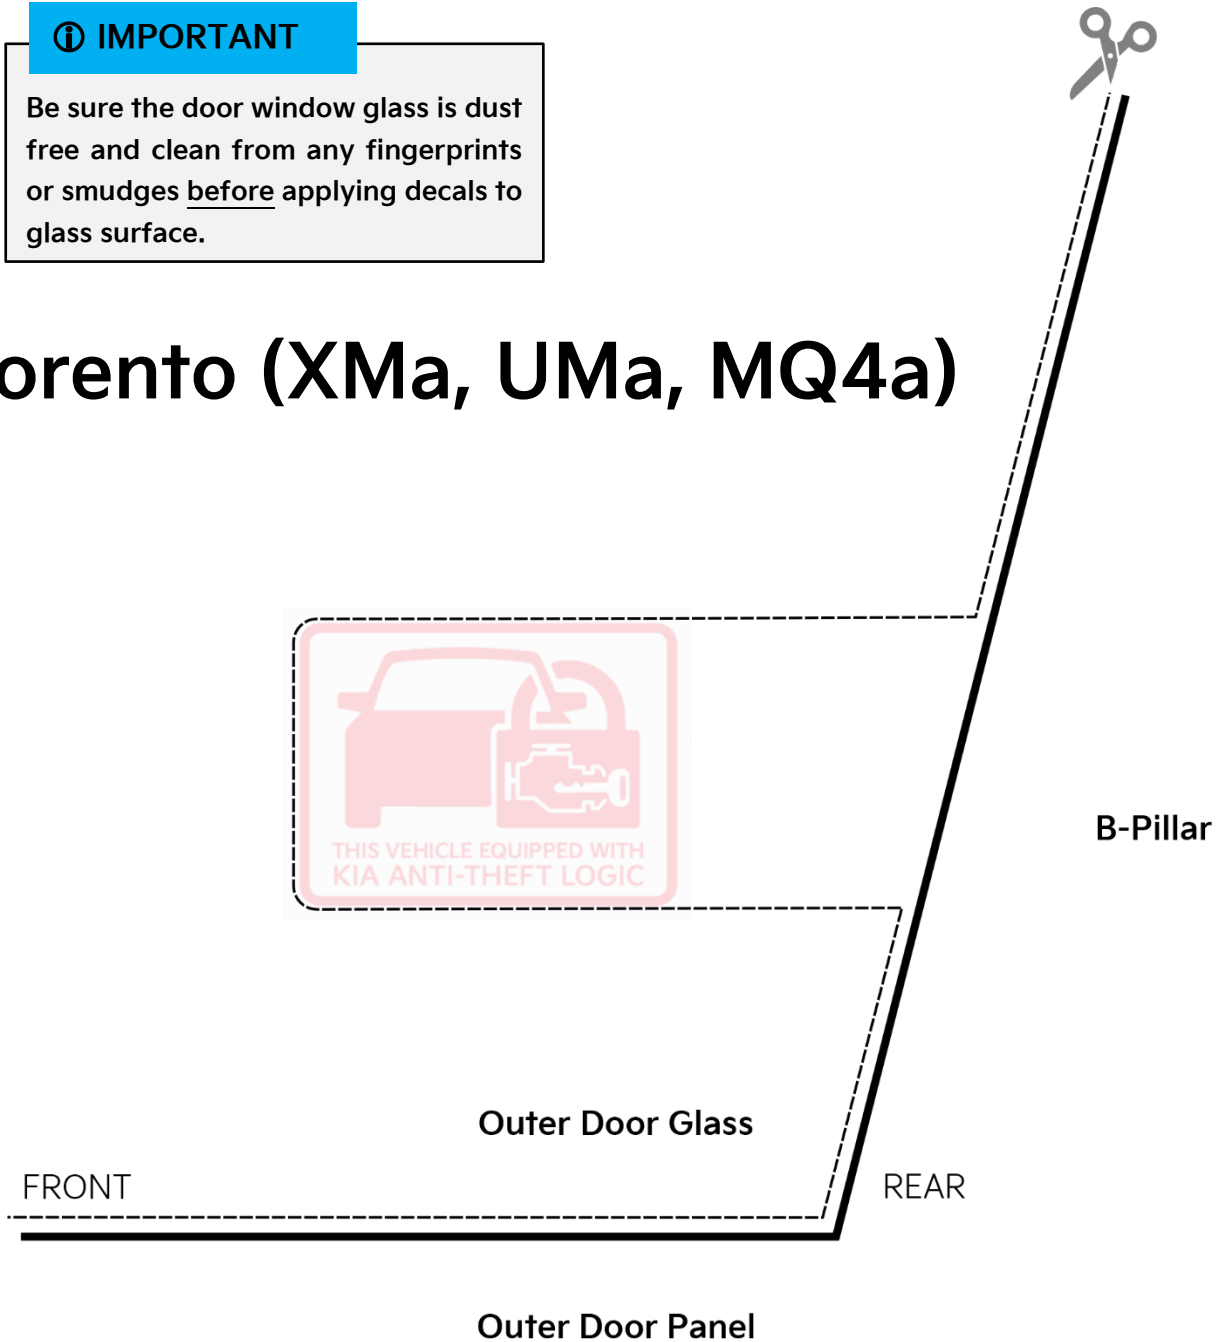 IMPORTANT
Be sure the door window glass is dust
free and clean from any fingerprints
or smudges before applying decals to
glass surface.
orento (XMa, UMa, MQ4a)
THIS VEHICLE EQUIPPED WITH
KIA ANTI-THEFT LOGIC
B-Pillar
Outer Door Glass
FRONT
REAR
Outer Door Panel